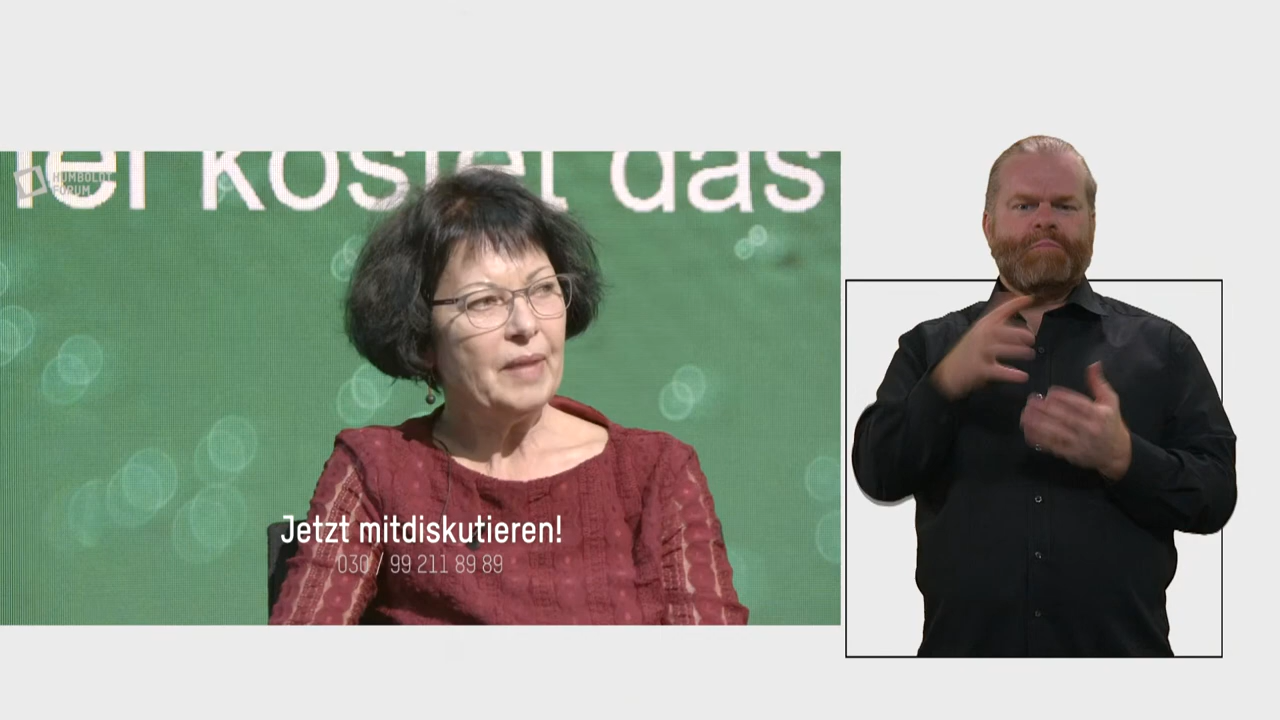 kostet das
HUMBOLDT
FORUM
Jetzt mitdiskutieren!
030 / 99 211 89 89